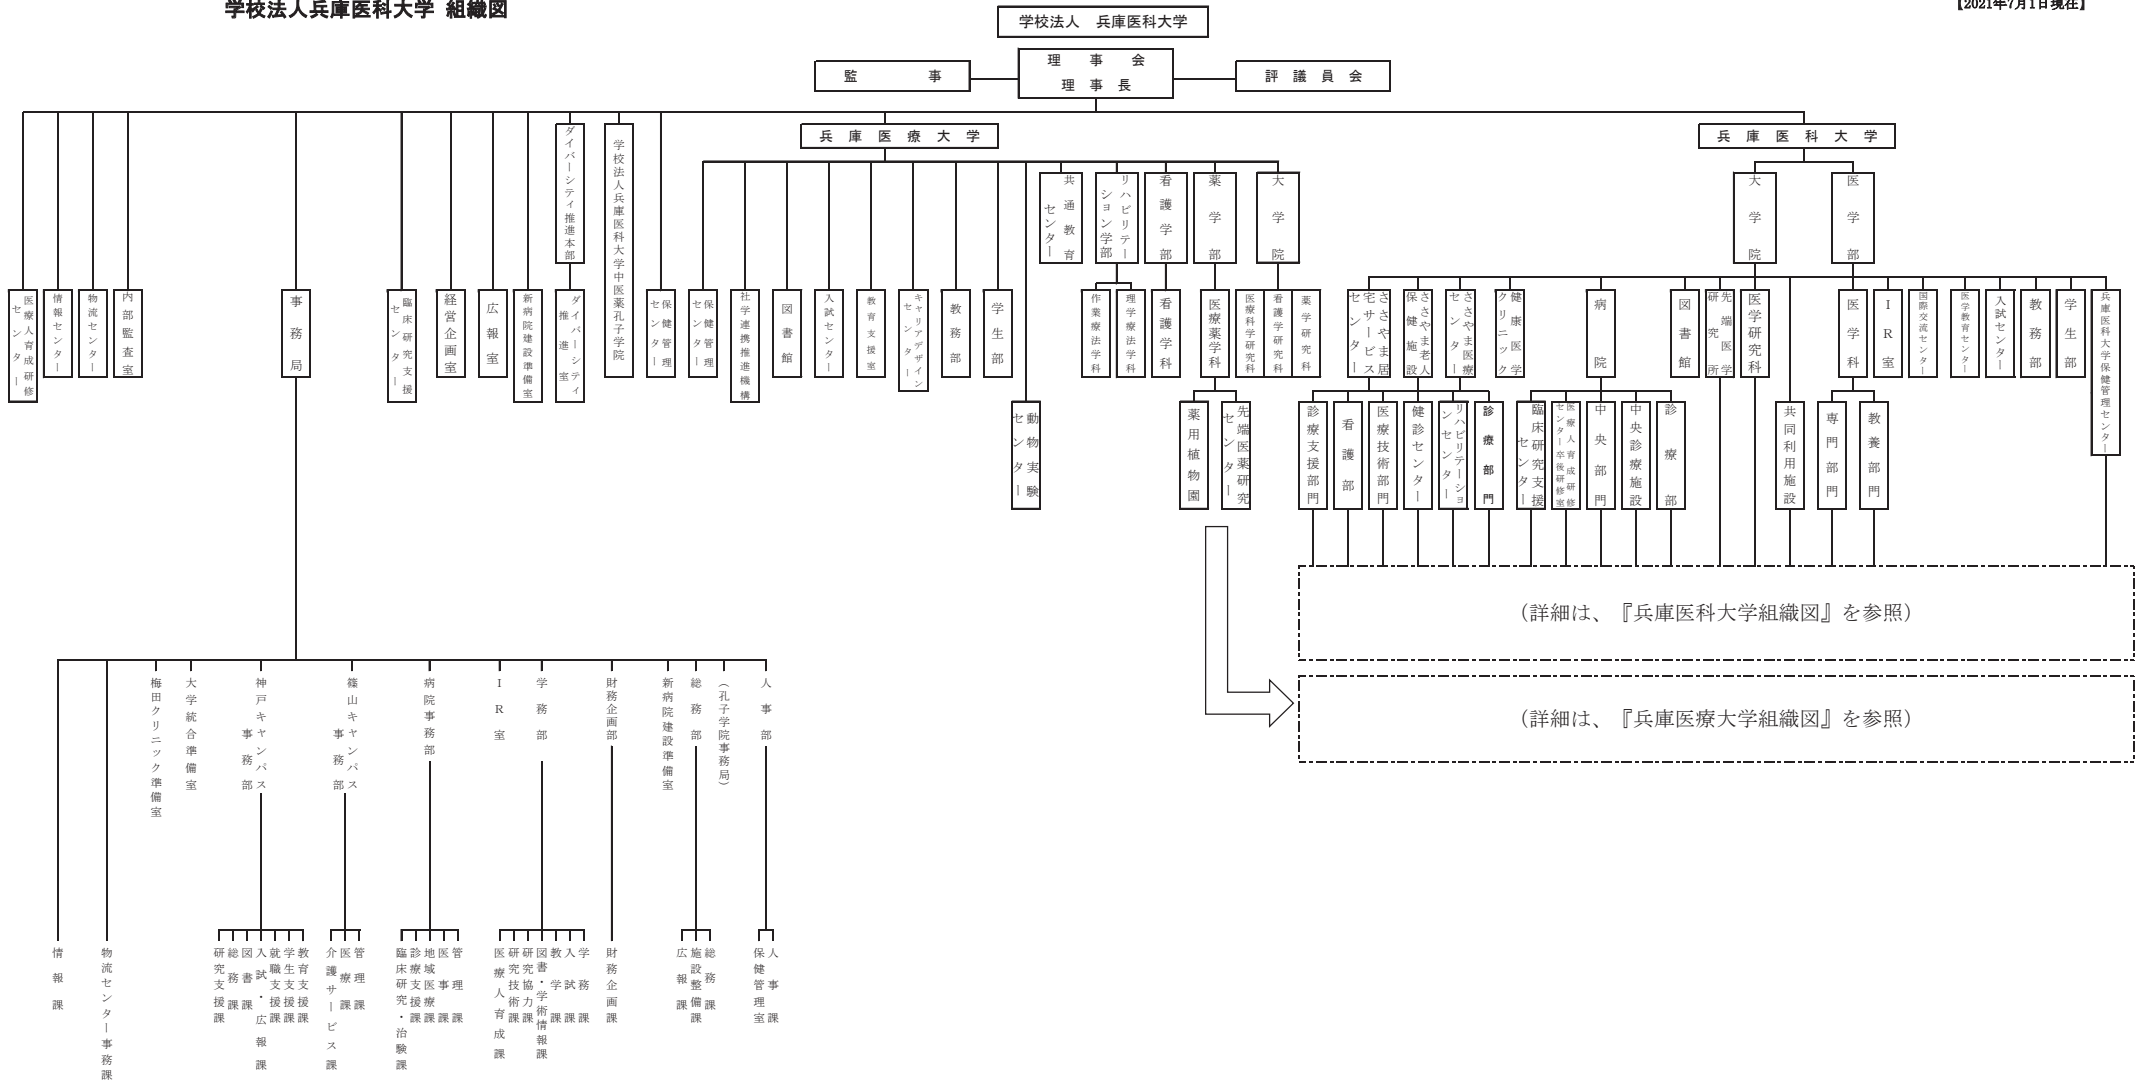 学校法人兵庫医科大学 組織図
【2021年7月1日現在】
学校法人　兵庫医科大学
理　事　会
理　事　長
監　　　事
評　議　員　会
兵　庫　医　療　大　学
兵　庫　医　科　大　学
ダイバーシティ推進本部
学校法人兵庫医科大学中医薬孔子学院
共通教育
センター
リハビリテー
ション学部
看護学部
薬学部
大学院
大学院
医学部
医療人育成研修
センター
情報センター
物流センター
内部監査室
事務局
臨床研究支援
センター
経営企画室
広報室
新病院建設準備室
ダイバーシティ
推進室
保健管理
センター
保健管理
センター
社学連携推進機構
図書館
入試センター
教育支援室
キャリアデザイン
センター
教務部
学生部
作業療法学科
理学療法学科
看護学科
医療薬学科
医療科学研究科
看護学研究科
薬学研究科
ささやま居
宅サービス
センター
ささやま老人
保健施設
ささやま医療
センター
健康医学
クリニック
病院
図書館
先端医学
研究所
医学研究科
医学科
IR室
国際交流センター
医学教育センター
入試センター
教務部
学生部
兵庫医科大学保健管理センター
動物実験
センター
薬用植物園
先端医薬研究
センター
診療支援部門
看護部
医療技術部門
健診センター
リハビリテーショ
ンセンター
診療部門
臨床研究支援
センター
医療人育成研修
センター卒後研修室
中央部門
中央診療施設
診療部
共同利用施設
専門部門
教養部門
（詳細は、『兵庫医科大学組織図』を参照）
（詳細は、『兵庫医療大学組織図』を参照）
梅田クリニック準備室
大学統合準備室
神戸キャンパス
事務部
篠山キャンパス
事務部
病院事務部
IR室
学務部
財務企画部
新病院建設準備室
総務部
（孔子学院事務局）
人事部
情報課
物流センター事務課
研究支援課
総務課
図書課
入試・広報課
就職支援課
学生支援課
教育支援課
介護サービス課
医療課
管理課
臨床研究・治験課
診療支援課
地域医療課
医事課
管理課
医療人育成課
研究技術課
研究協力課
図書・学術情報課
教学課
入試課
学務課
財務企画課
広報課
施設整備課
総務課
保健管理室
人事課